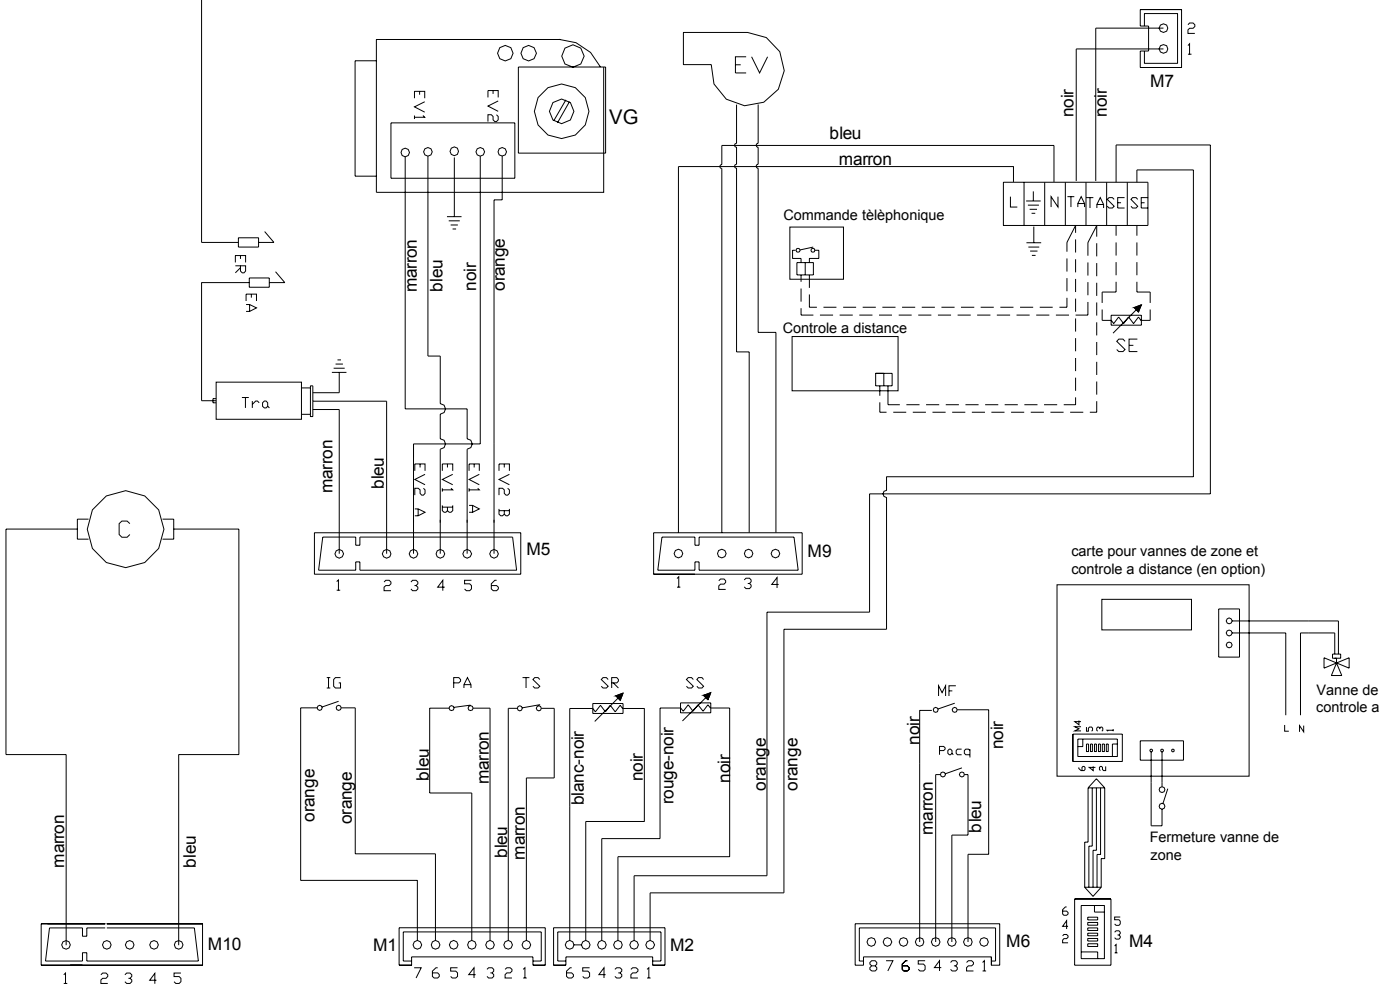 2
1
M7
EV
noir
noir
EV1
EV2
VG
bleu
marron
L
N
TA
TA
SE
SE
Commande tèlèphonique
ER
EA
marron
bleu
noir
orange
Controle a distance
SE
Tra
marron
bleu
EV2 A
EV1 B
EV1 A
EV2 B
C
M5
1 2 3 4 5 6
M9
1 2 3 4
carte pour vannes de zone et
controle a distance (en option)
Vanne de
controle a
L N
M4
5 3 1
6 4 2
Fermeture vanne de
zone
IG
PA
TS
SR
SS
MF
Pacq
orange
orange
bleu
marron
bleu
marron
blanc-noir
noir
rouge-noir
noir
orange
orange
noir
noir
marron
bleu
marron
bleu
M10
1 2 3 4 5
M1
7 6 5 4 3 2 1
M2
6 5 4 3 2 1
M6
8 7 6 5 4 3 2 1
6
4
2
5
3
1
M4